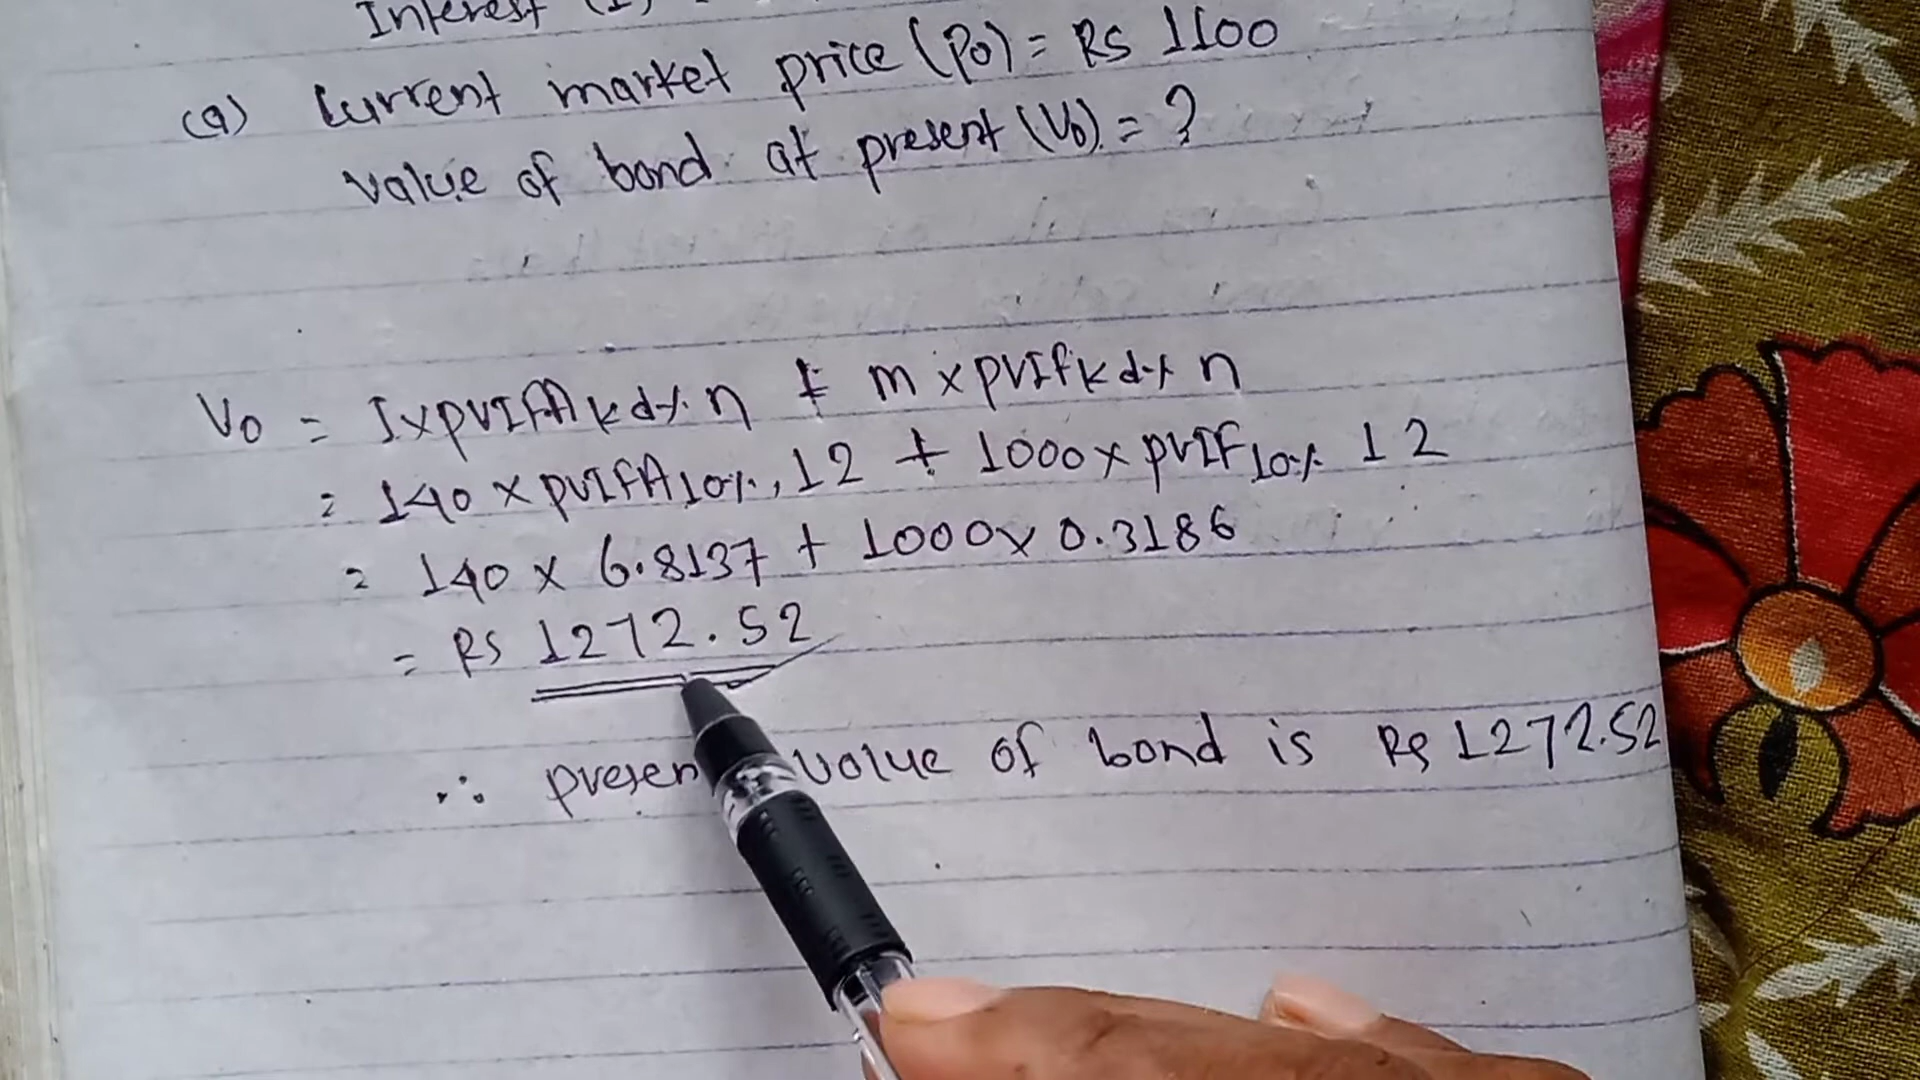 Interest (I)
(a) Current market price (P0) = RS 1100
value of bond at present (V0) = ?
V0 = I x PVIFA kd%, n + M x PVIF kd% n
= 140 x PVIFA 10%, 12 + 1000 x PVIF 10% 12
= 140 x 6.8137 + 1000 x 0.3186
= RS 1272.52
∴ present value of bond is Rs 1272.52